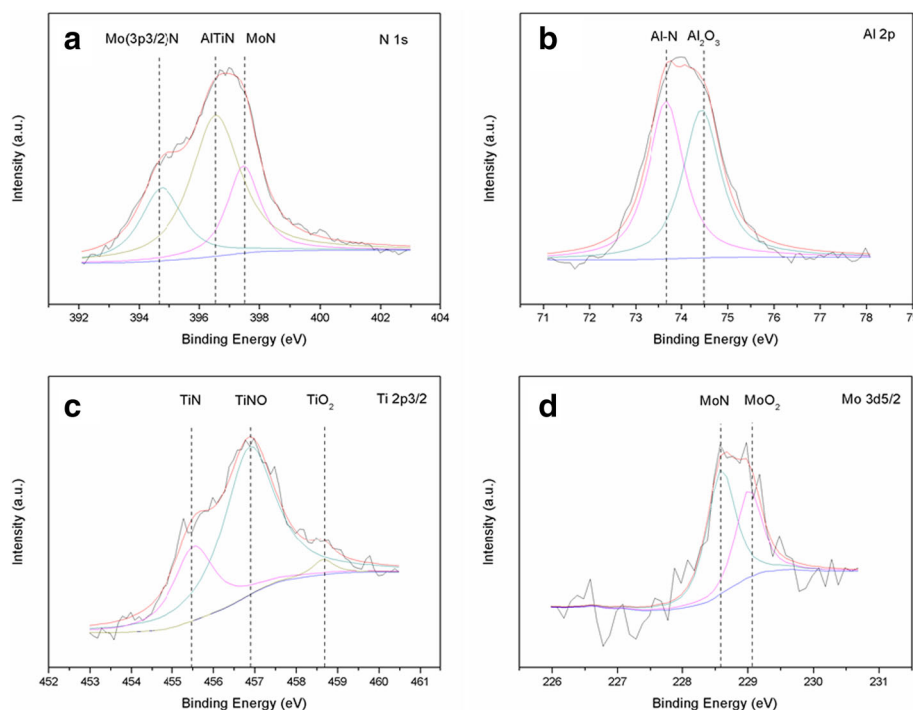 a
Mo(3p3/2)N AlTiN MoN N 1s
Intensity (a.u.)
392 394 396 398 400 402 404
Binding Energy (eV)
b
Al-N Al2O3 Al 2p
Intensity (a.u.)
71 72 73 74 75 76 77 78
Binding Energy (eV)
c
TiN TiNO TiO2 Ti 2p3/2
Intensity (a.u.)
452 453 454 455 456 457 458 459 460 461
Binding Energy (eV)
d
MoN MoO2 Mo 3d5/2
Intensity (a.u.)
226 227 228 229 230 231
Binding Energy (eV)